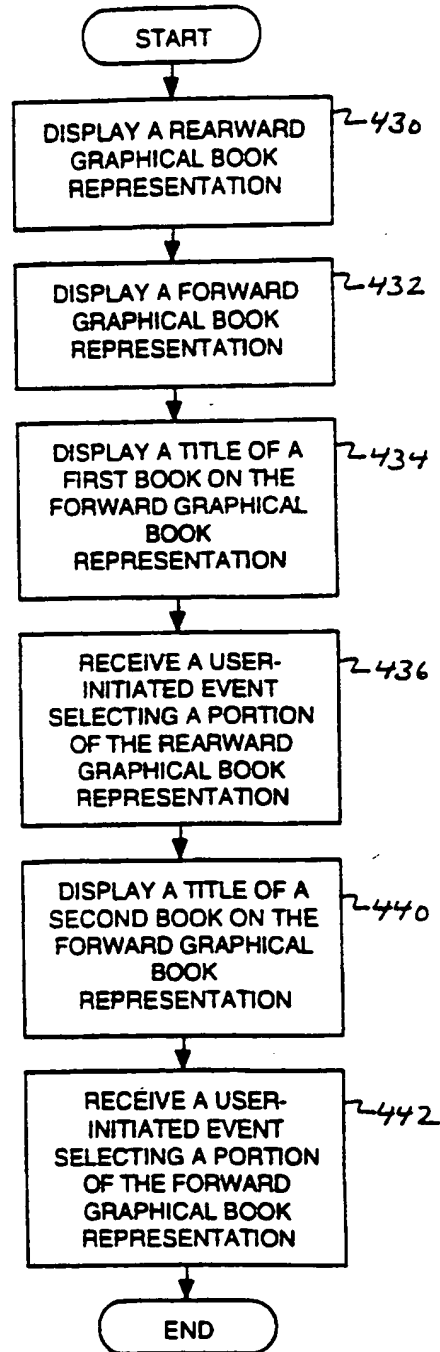 START
DISPLAY A REARWARD
GRAPHICAL BOOK
REPRESENTATION
430
DISPLAY A FORWARD
GRAPHICAL BOOK
REPRESENTATION
432
DISPLAY A TITLE OF A
FIRST BOOK ON THE
FORWARD GRAPHICAL
BOOK
REPRESENTATION
434
RECEIVE A USER-
INITIATED EVENT
SELECTING A PORTION
OF THE REARWARD
GRAPHICAL BOOK
REPRESENTATION
436
DISPLAY A TITLE OF A
SECOND BOOK ON THE
FORWARD GRAPHICAL
BOOK
REPRESENTATION
440
RECEIVE A USER-
INITIATED EVENT
SELECTING A PORTION
OF THE FORWARD
GRAPHICAL BOOK
REPRESENTATION
442
END